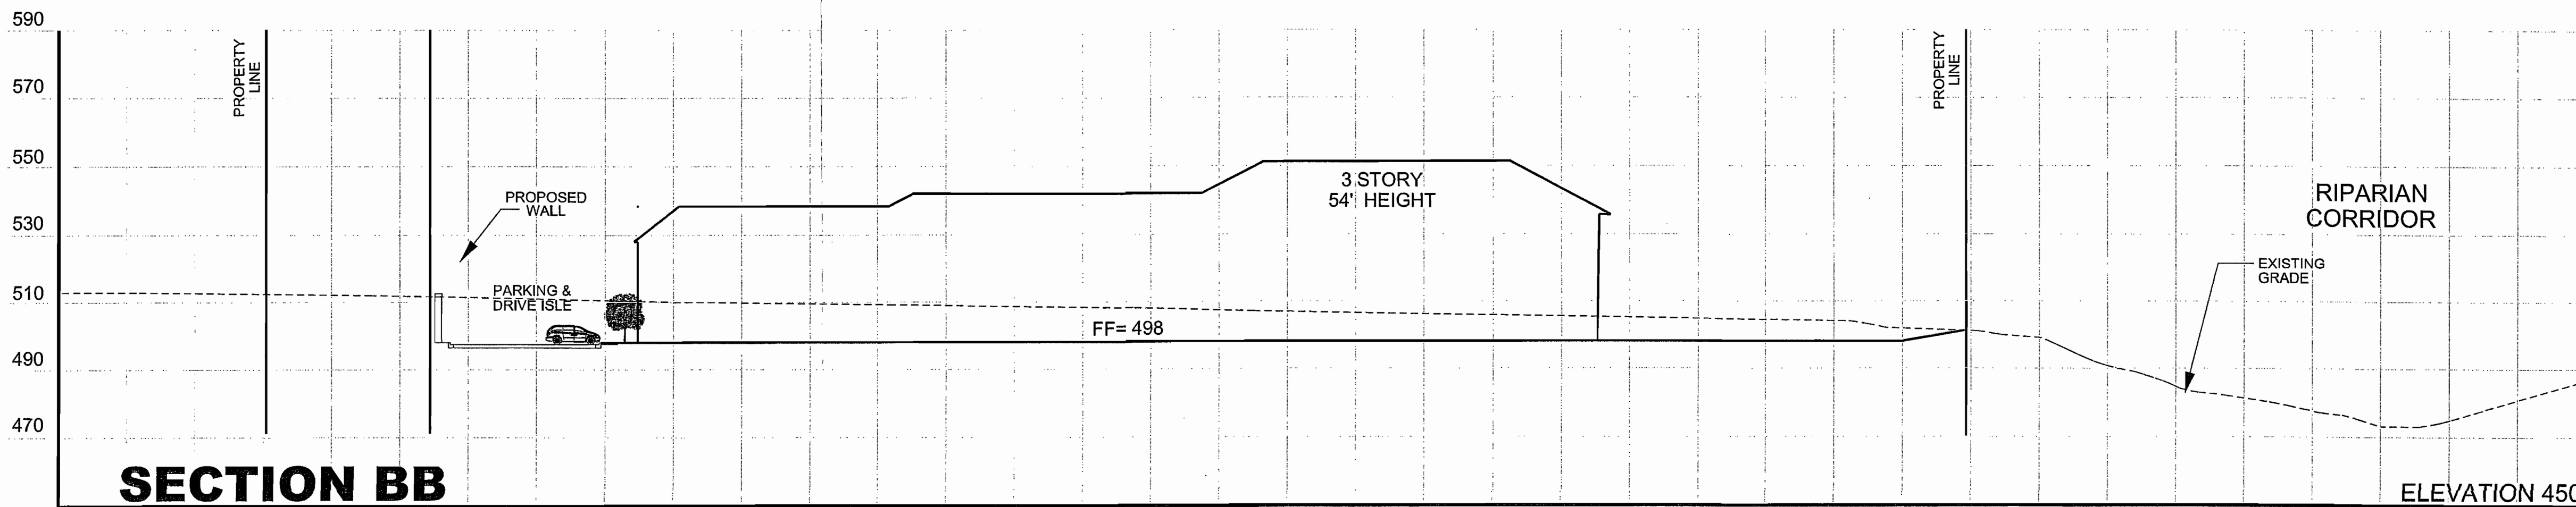 590
570
550
530
510
490
470
PROPERTY
LINE
PROPOSED
WALL
PARKING &
DRIVE ISLE
FF= 498
3 STORY
54' HEIGHT
PROPERTY
LINE
RIPARIAN
CORRIDOR
EXISTING
GRADE
SECTION BB
ELEVATION 450